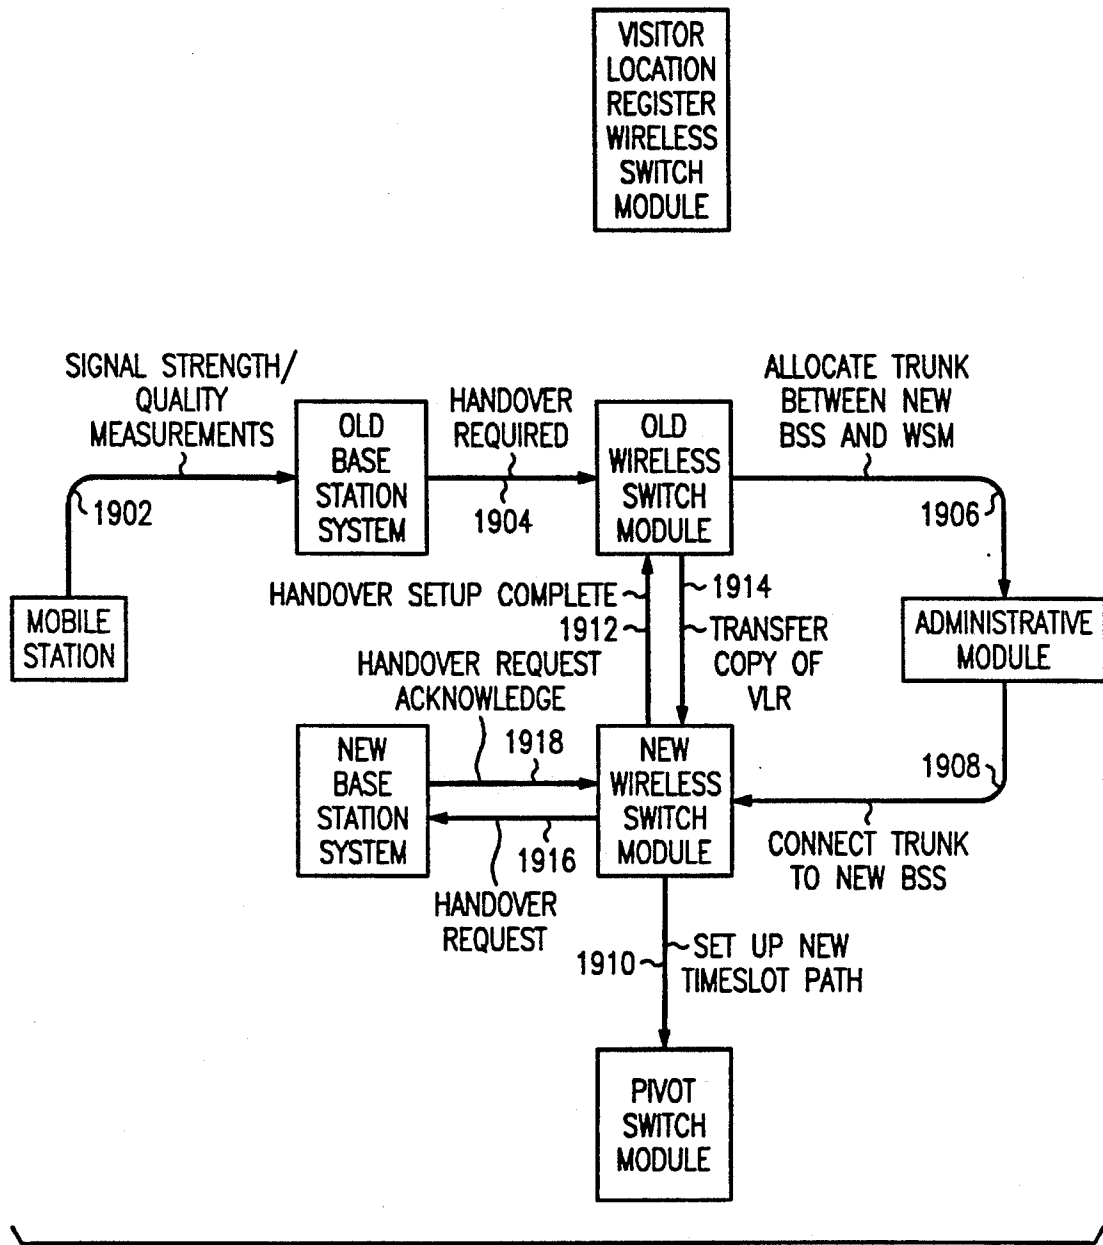 VISITOR
LOCATION
REGISTER
WIRELESS
SWITCH
MODULE
SIGNAL STRENGTH/
QUALITY
MEASUREMENTS
1902
MOBILE
STATION
OLD
BASE
STATION
SYSTEM
HANDOVER
REQUIRED
1904
OLD
WIRELESS
SWITCH
MODULE
ALLOCATE TRUNK
BETWEEN NEW
BSS AND WSM
1906
ADMINISTRATIVE
MODULE
HANDOVER SETUP COMPLETE
1912
1914
TRANSFER
COPY OF
VLR
HANDOVER REQUEST
ACKNOWLEDGE
1918
NEW
BASE
STATION
SYSTEM
1916
HANDOVER
REQUEST
NEW
WIRELESS
SWITCH
MODULE
1908
CONNECT TRUNK
TO NEW BSS
1910
SET UP NEW
TIMESLOT PATH
PIVOT
SWITCH
MODULE